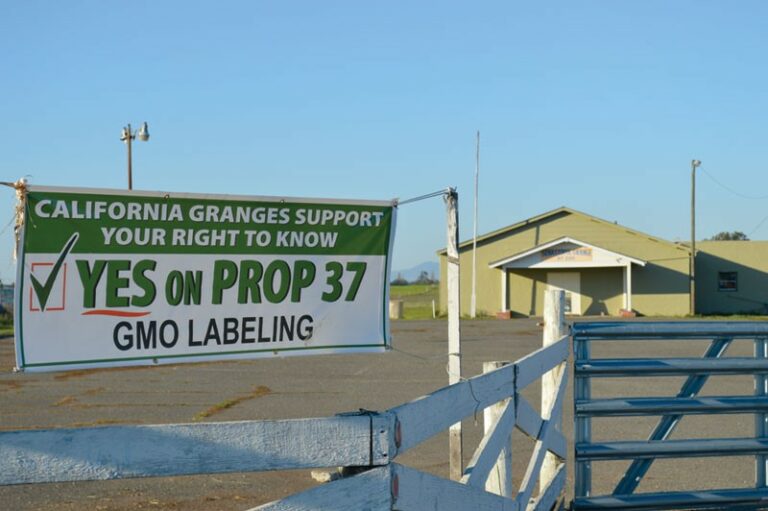 CALIFORNIA GRANGES SUPPORT
YOUR RIGHT TO KNOW
YES ON PROP 37
GMO LABELING